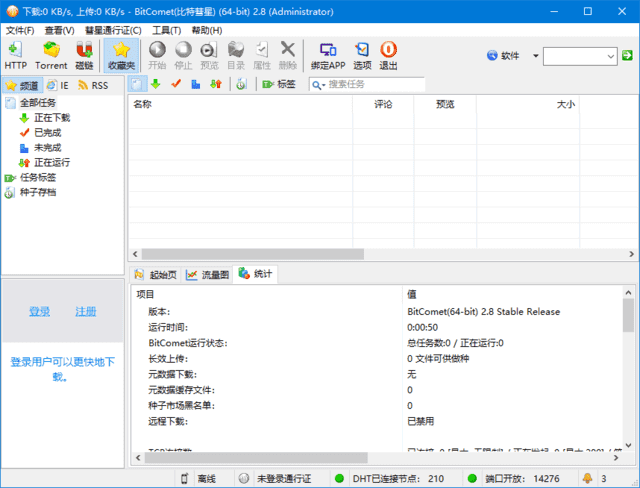 下载:0 KB/s, 上传:0 KB/s - BitComet(比特彗星) (64-bit) 2.8 (Administrator)
文件(F) 查看(V) 彗星通行证(C) 工具(T) 帮助(H)
HTTP Torrent 磁链 收藏夹 开始 停止 预览 目录 属性 删除 绑定APP 选项 退出 软件
频道 IE RSS
标签 搜索任务
全部任务
正在下载
已完成
未完成
正在运行
任务标签
种子存档
名称 评论 预览 大小
登录 注册
登录用户可以更快地下
载。
起始页 流量图 统计
项目 值
版本: BitComet(64-bit) 2.8 Stable Release
运行时间: 0:00:50
BitComet运行状态: 总任务数:0 / 正在运行:0
长效上传: 0 文件可供做种
元数据下载: 无
元数据缓存文件: 0
种子市场黑名单: 0
远程下载: 已禁用
离线 未登录通行证 DHT已连接节点: 210 端口开放: 14276 3